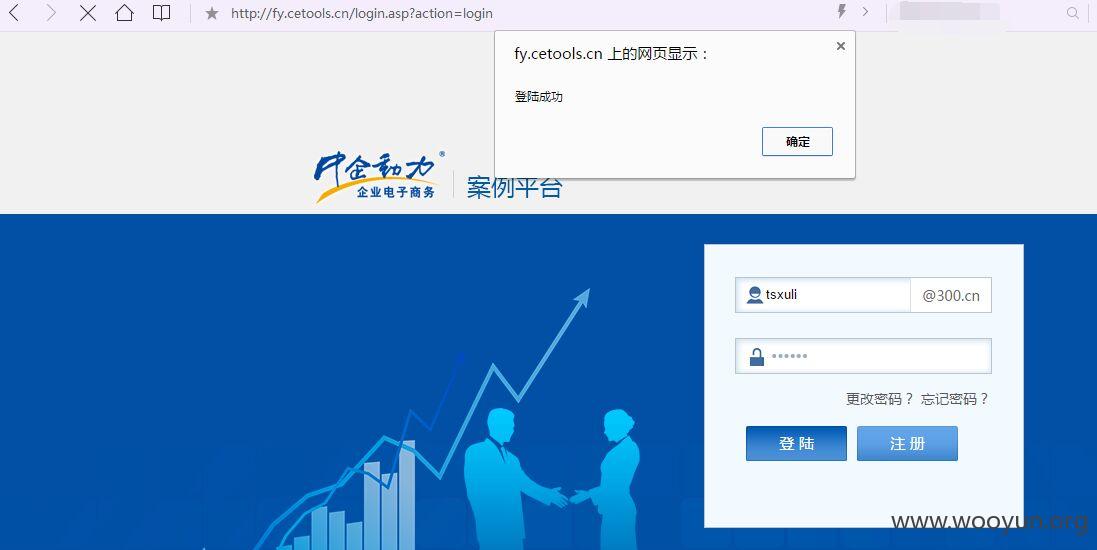 http://fy.cetools.cn/login.asp?action=login
fy.cetools.cn 上的网页显示：
登陆成功
确定
中企動力®
企业电子商务
案例平台
tsxuli
@300.cn
更改密码？ 忘记密码？
登 陆
注 册
www.wooyun.org